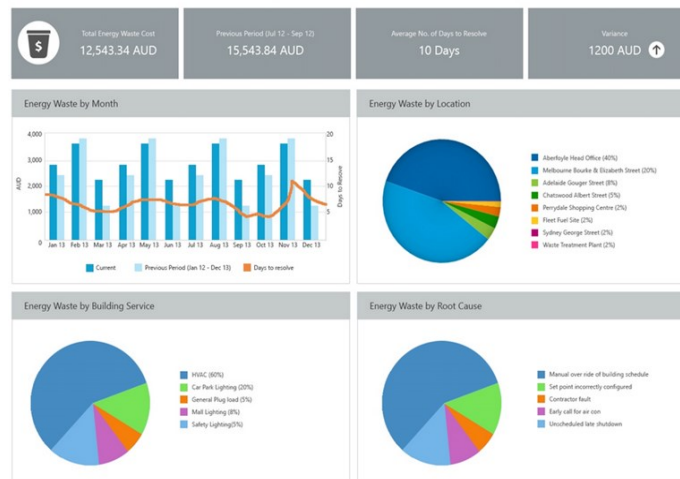 Total Energy Waste Cost
12,543.34 AUD
Previous Period (Jul 12 - Sep 12)
15,543.84 AUD
Average No. of Days to Resolve
10 Days
Variance
1200 AUD
Energy Waste by Month
4,000
3,000
2,000
1,000
0
AUD
20
15
10
5
Days to Resove
Jan 13 Feb 13 Mar 13 Apr 13 May 13 Jun 13 Jul 13 Aug 13 Sep 13 Oct 13 Nov 13 Dec 13
Current Previous Period (Jan 12 - Dec 13) Days to resolve
Energy Waste by Location
Aberfoyle Head Office (40%)
Melbourne Bourke & Elizabeth Street (20%)
Adelaide Gouger Street (8%)
Chatswood Albert Street (5%)
Perrydale Shopping Centre (2%)
Fleet Fuel Site (2%)
Sydney George Street (2%)
Waste Treatment Plant (2%)
Energy Waste by Building Service
HVAC (60%)
Car Park Lighting (20%)
General Plug load (5%)
Mall Lighting (8%)
Safety Lighting(5%)
Energy Waste by Root Cause
Manual over ride of building schedule
Set point incorrectly configured
Contractor fault
Early call for air con
Unscheduled late shutdown